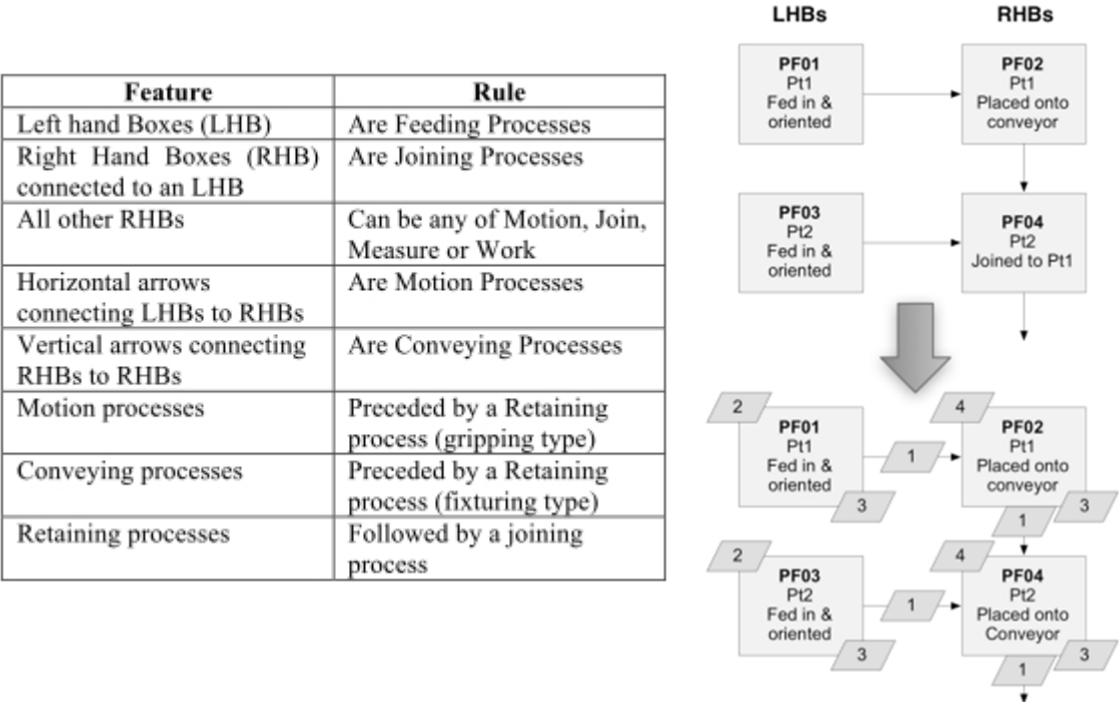 Feature Rule
Left hand Boxes (LHB) Are Feeding Processes
Right Hand Boxes (RHB) Are Joining Processes
connected to an LHB
All other RHBs Can be any of Motion, Join,
Measure or Work
Horizontal arrows Are Motion Processes
connecting LHBs to RHBs
Vertical arrows connecting Are Conveying Processes
RHBs to RHBs
Motion processes Preceded by a Retaining
process (gripping type)
Conveying processes Preceded by a Retaining
process (fixturing type)
Retaining processes Followed by a joining
process
LHBs
RHBs
PF01
Pt1
Fed in &
oriented
PF02
Pt1
Placed onto
conveyor
PF03
Pt2
Fed in &
oriented
PF04
Pt2
Joined to Pt1
2
PF01
Pt1
Fed in &
oriented
3
1
4
PF02
Pt1
Placed onto
conveyor
3
1
2
PF03
Pt2
Fed in &
oriented
3
1
4
PF04
Pt2
Placed onto
Conveyor
3
1